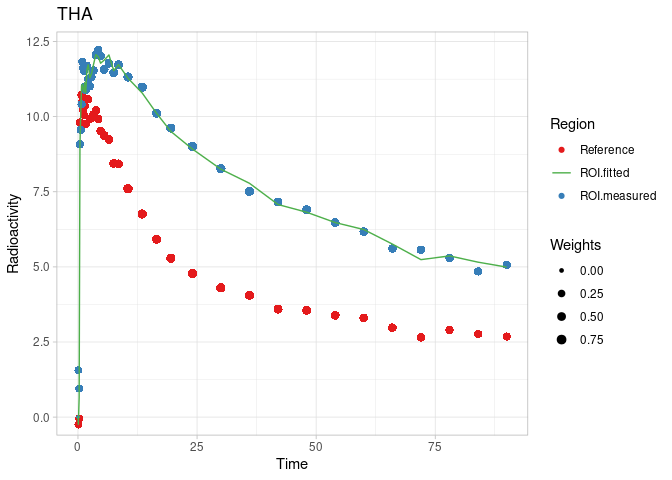 THA
12.5
10.0
7.5
5.0
2.5
0.0
0
25
50
75
Time
Radioactivity
Region
Reference
ROI.fitted
ROI.measured
Weights
0.00
0.25
0.50
0.75